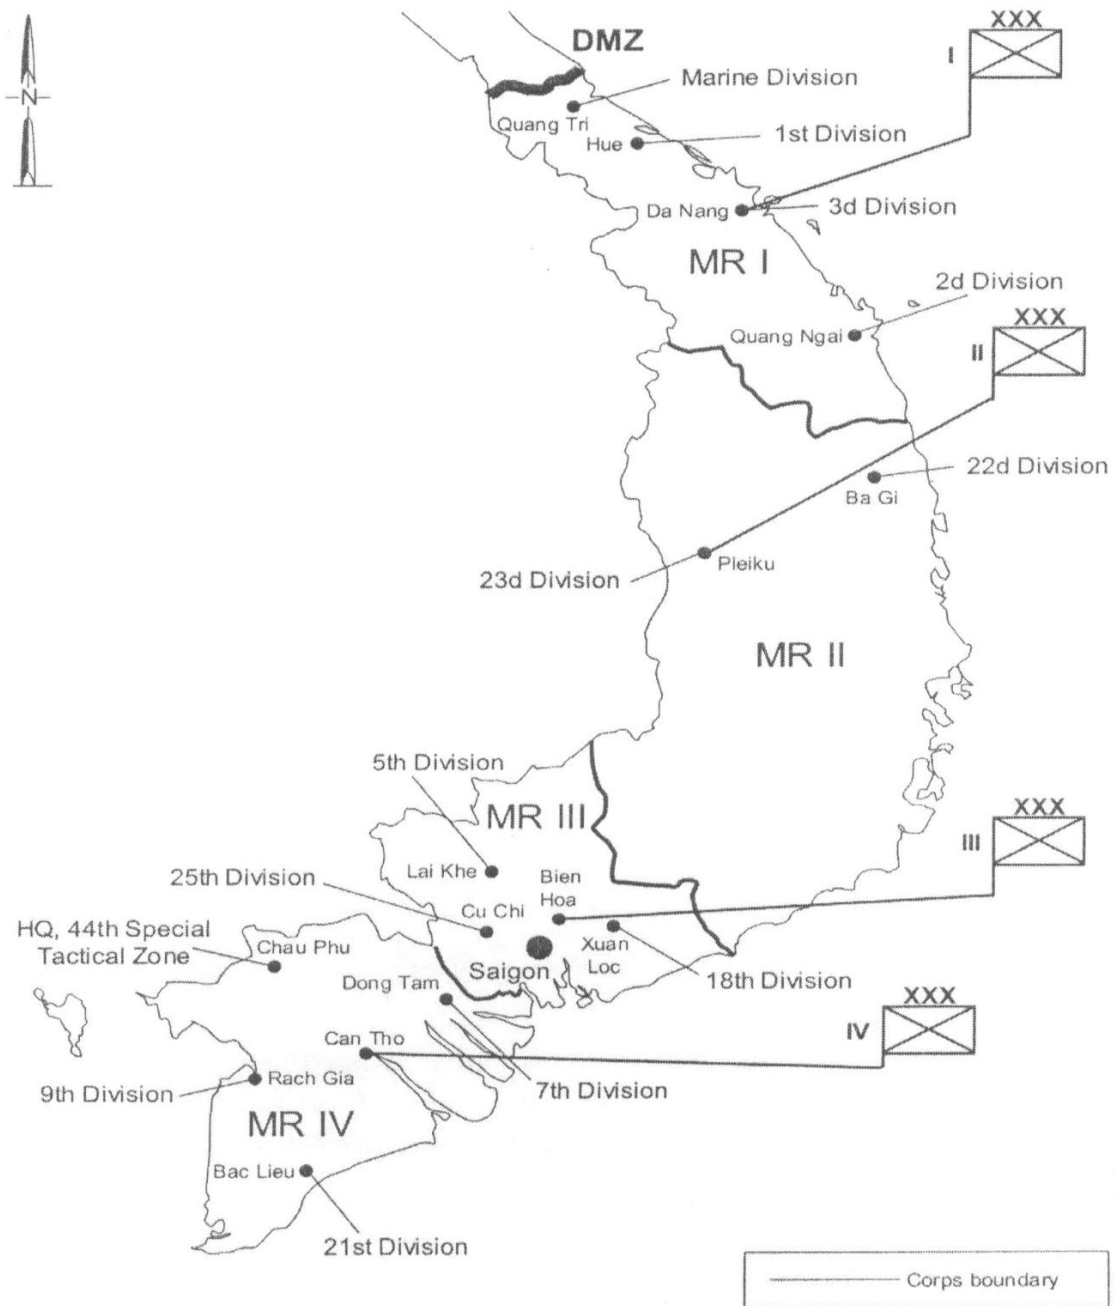 XXX
I
DMZ
Marine Division
N
Quang Tri
Hue
1st Division
Da Nang
3d Division
MR I
2d Division
XXX
II
Quang Ngai
22d Division
Ba Gi
Pleiku
23d Division
MR II
5th Division
MR III
XXX
III
Lai Khe
25th Division
Bien
Hoa
Cu Chi
HQ, 44th Special
Tactical Zone
Chau Phu
Xuan
Loc
Saigon
18th Division
Dong Tam
XXX
IV
Can Tho
Rach Gia
9th Division
7th Division
MR IV
Bac Lieu
21st Division
Corps boundary